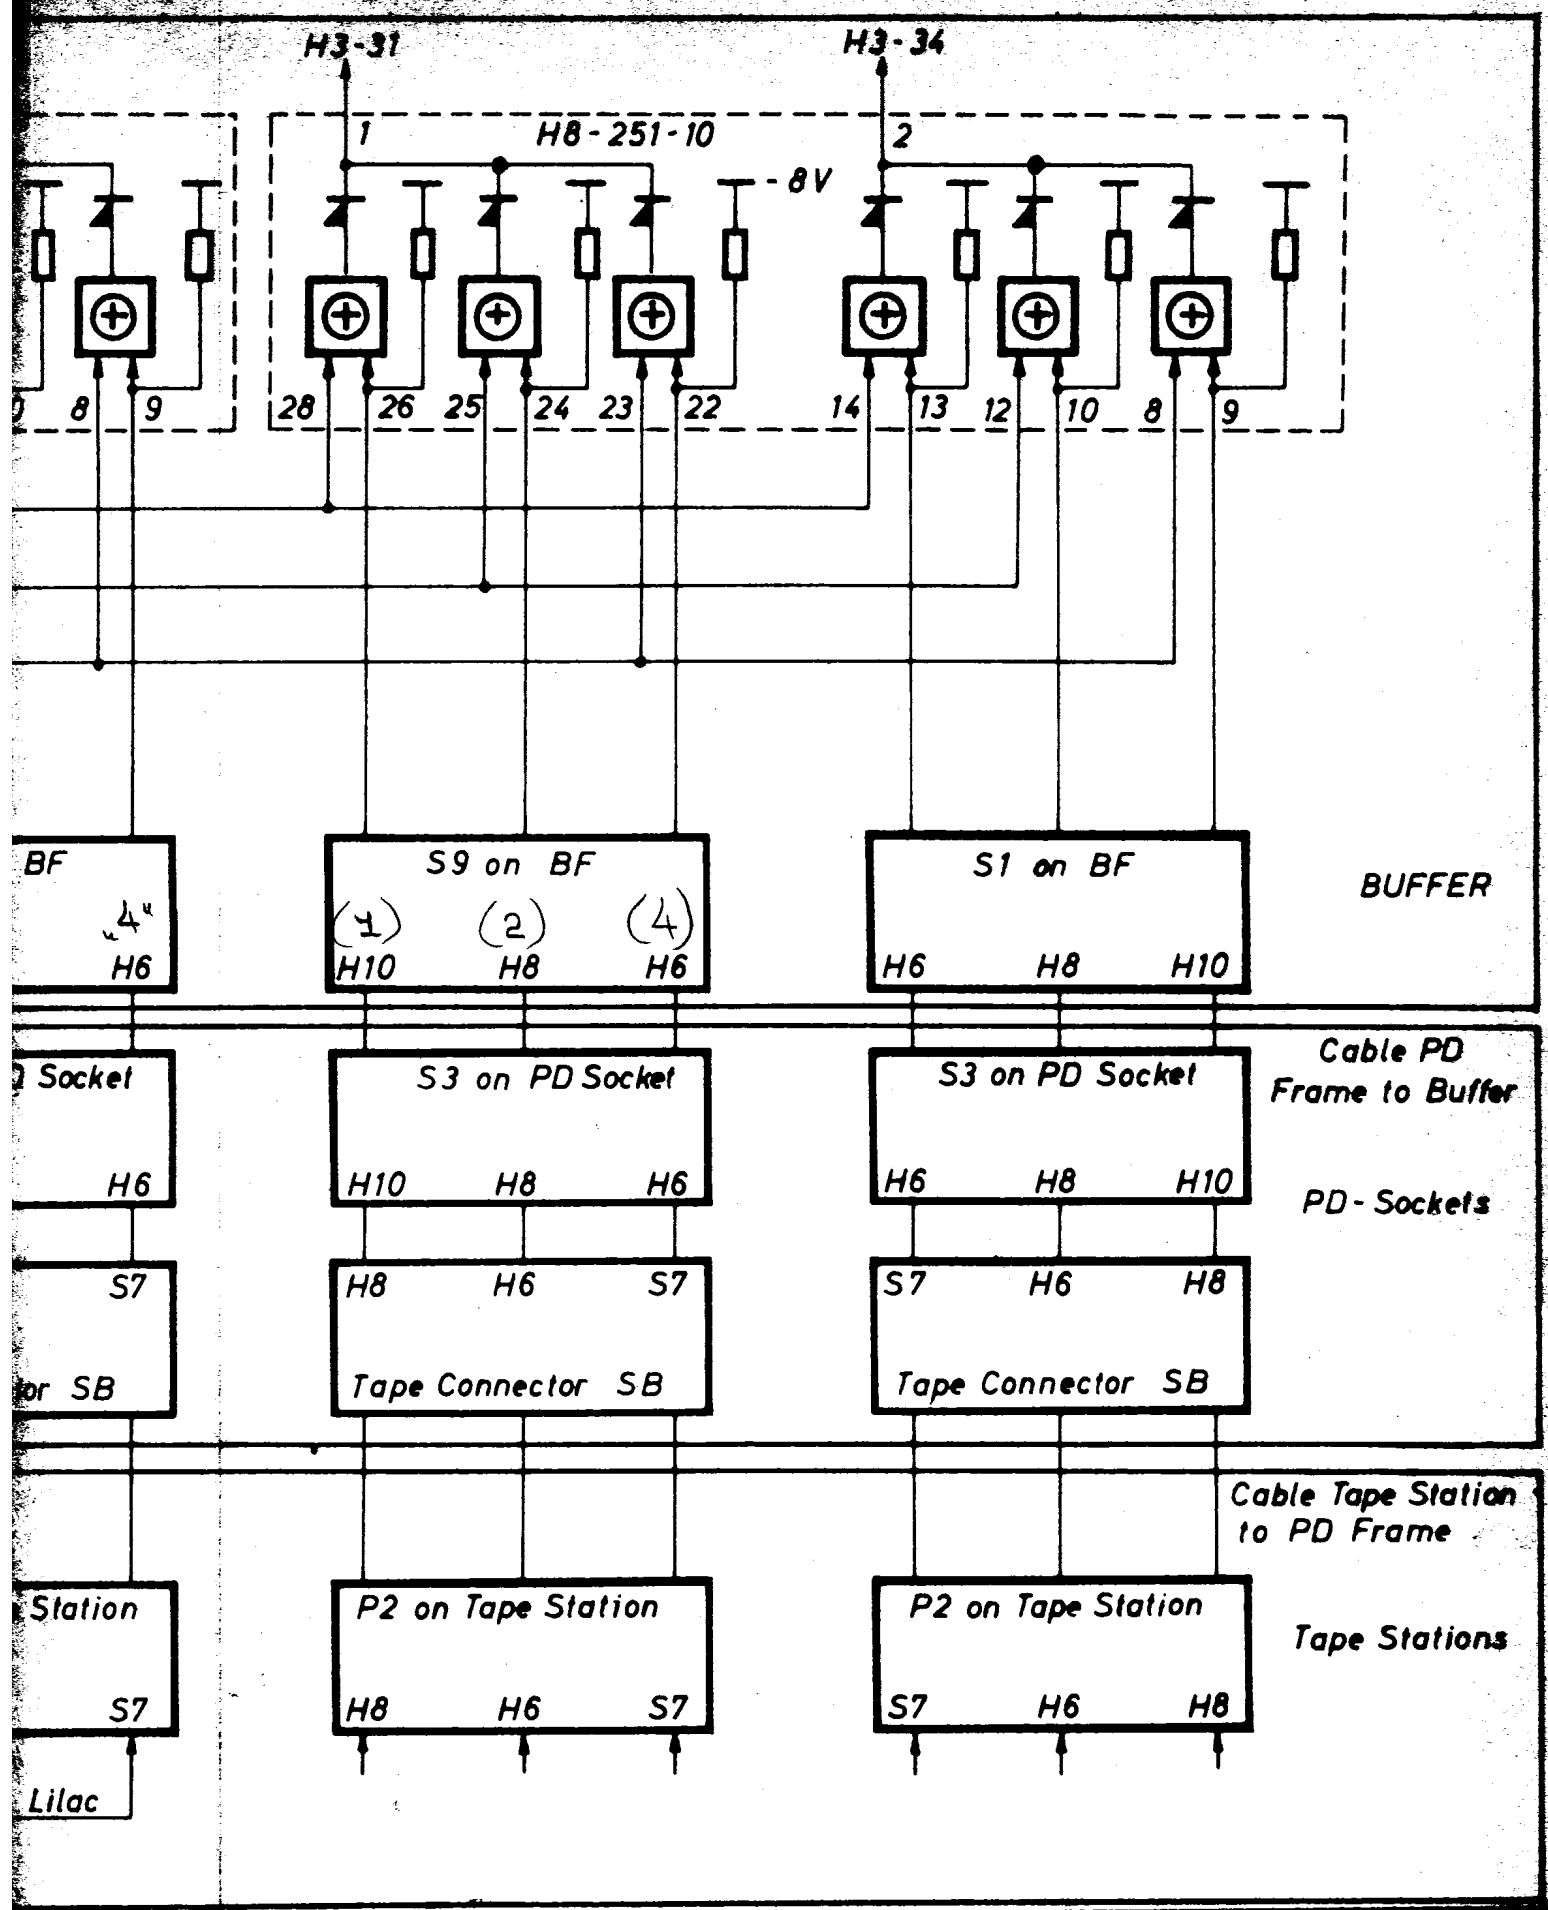 H3-31 H3-34
1 H8-251-10 2
- 8V
8 9 28 26 25 24 23 22 14 13 12 10 8 9
BF S9 on BF S1 on BF
BUFFER
„4" (1) (2) (4)
H6 H10 H8 H6 H6 H8 H10
Socket S3 on PD Socket S3 on PD Socket
Cable PD
Frame to Buffer
H6 H10 H8 H6 H6 H8 H10
PD-Sockets
S7 H8 H6 S7 S7 H6 H8
or SB Tape Connector SB Tape Connector SB
Cable Tape Station
to PD Frame
Station P2 on Tape Station P2 on Tape Station
Tape Stations
S7 H8 H6 S7 S7 H6 H8
Lilac